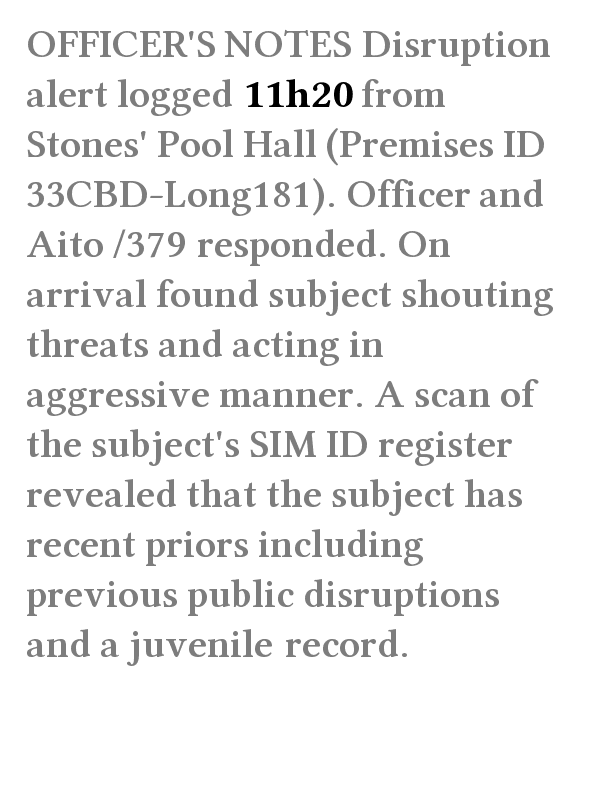 OFFICER'S NOTES Disruption
alert logged 11h20 from
Stones' Pool Hall (Premises ID
33CBD-Long181). Officer and
Aito /379 responded. On
arrival found subject shouting
threats and acting in
aggressive manner. A scan of
the subject's SIM ID register
revealed that the subject has
recent priors including
previous public disruptions
and a juvenile record.